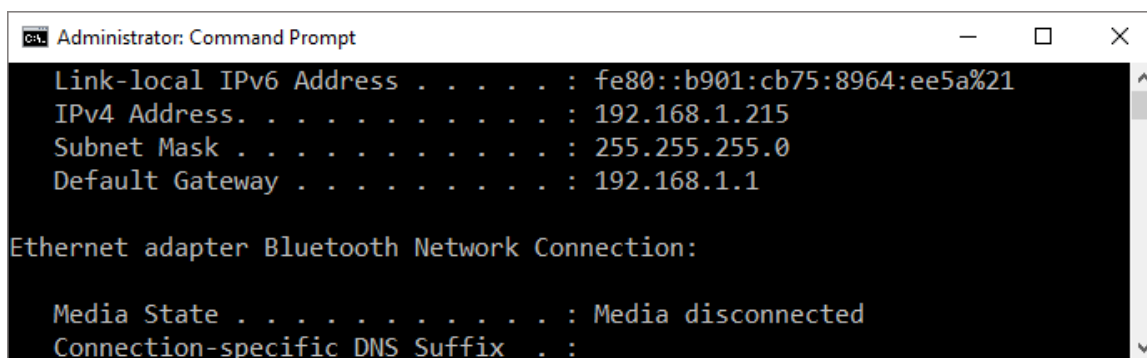 Administrator: Command Prompt
Link-local IPv6 Address . . . . . : fe80::b901:cb75:8964:ee5a%21
IPv4 Address. . . . . . . . . . . : 192.168.1.215
Subnet Mask . . . . . . . . . . . : 255.255.255.0
Default Gateway . . . . . . . . . : 192.168.1.1
Ethernet adapter Bluetooth Network Connection:
Media State . . . . . . . . . . . : Media disconnected
Connection-specific DNS Suffix  . :